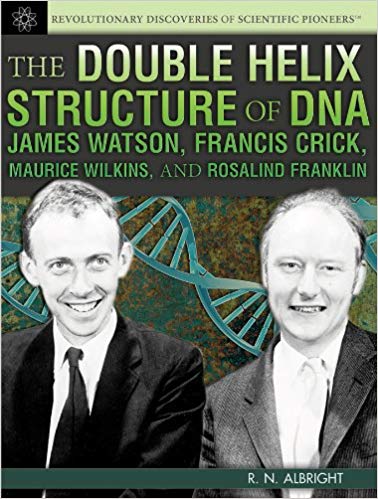 REVOLUTIONARY DISCOVERIES OF SCIENTIFIC PIONEERS™
THE DOUBLE HELIX
STRUCTURE OF DNA
JAMES WATSON, FRANCIS CRICK,
MAURICE WILKINS, AND ROSALIND FRANKLIN
R. N. ALBRIGHT